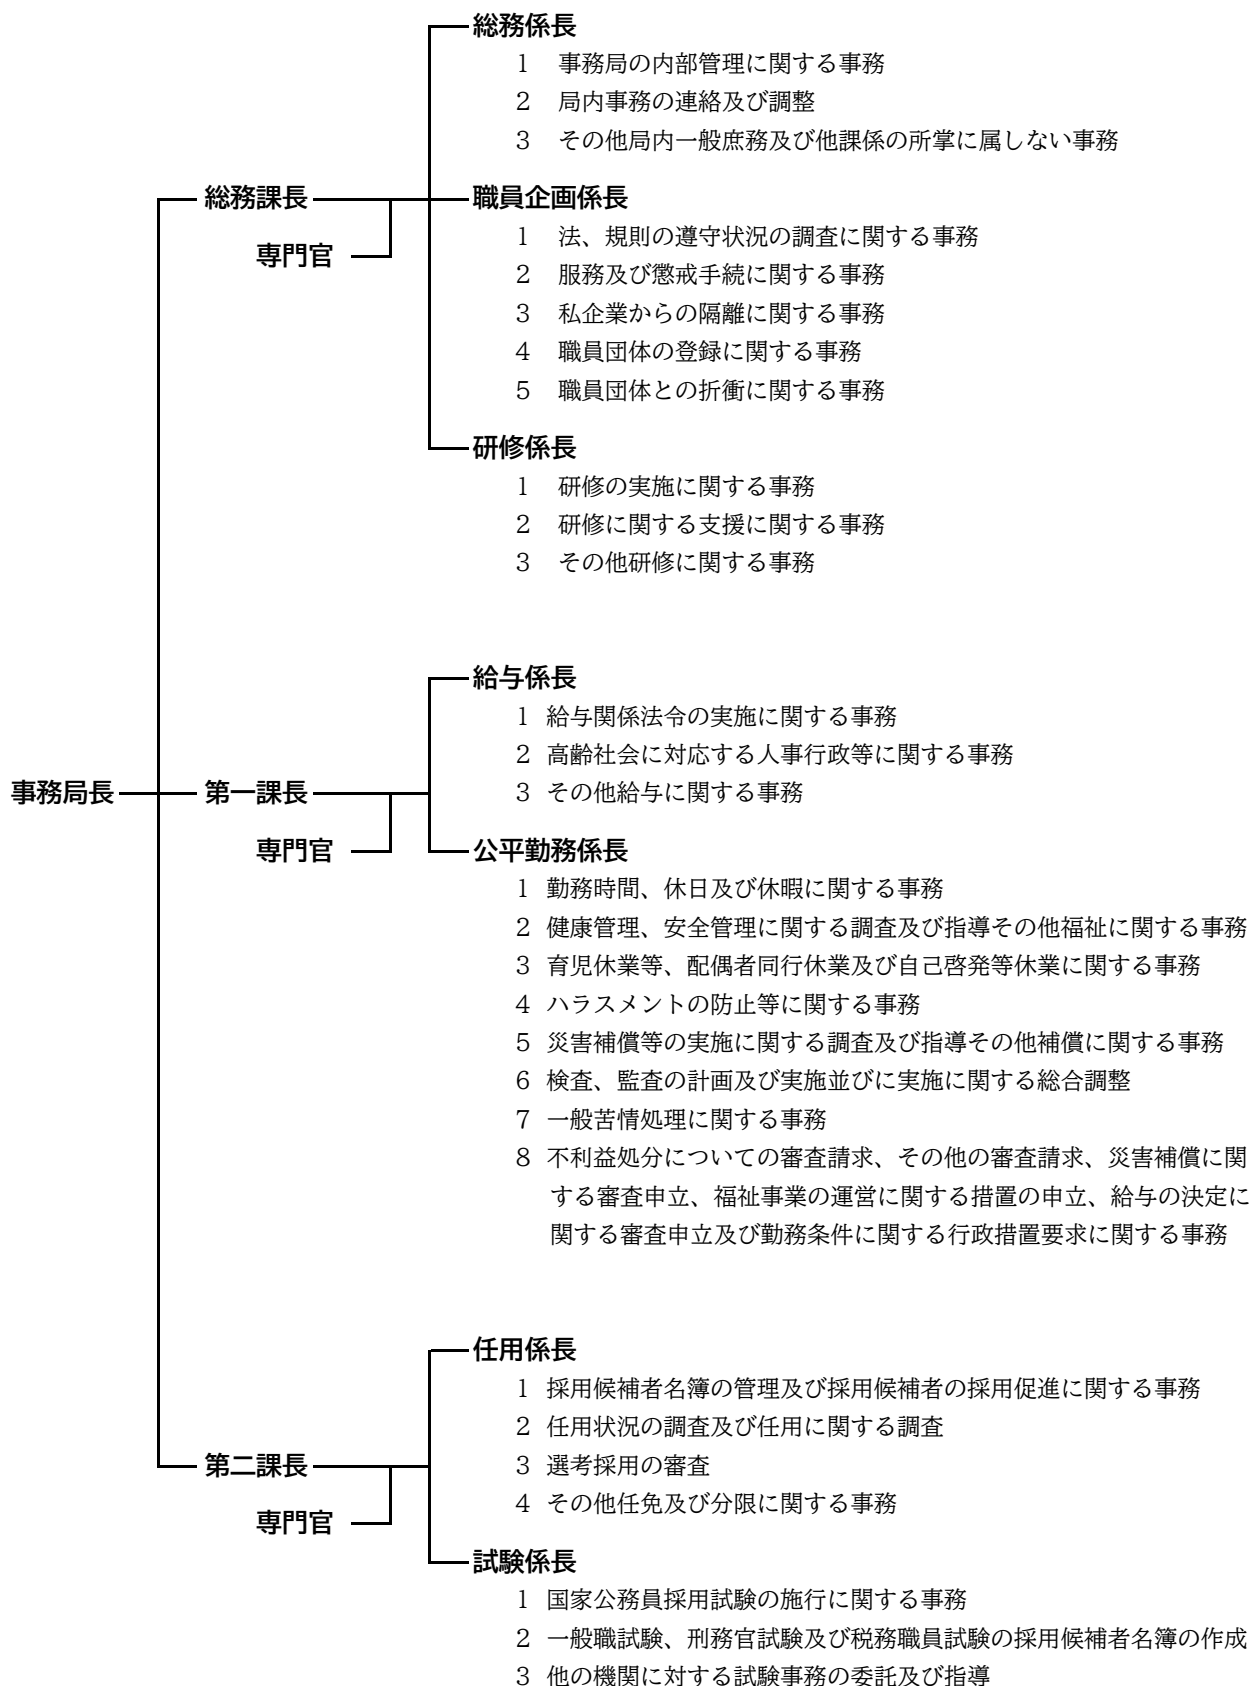 総務係長
1 事務局の内部管理に関する事務
2 局内事務の連絡及び調整
3 その他局内一般庶務及び他課係の所掌に属しない事務
総務課長
専門官
職員企画係長
1 法、規則の遵守状況の調査に関する事務
2 服務及び懲戒手続に関する事務
3 私企業からの隔離に関する事務
4 職員団体の登録に関する事務
5 職員団体との折衝に関する事務
研修係長
1 研修の実施に関する事務
2 研修に関する支援に関する事務
3 その他研修に関する事務
給与係長
1 給与関係法令の実施に関する事務
2 高齢社会に対応する人事行政等に関する事務
3 その他給与に関する事務
事務局長
第一課長
専門官
公平勤務係長
1 勤務時間、休日及び休暇に関する事務
2 健康管理、安全管理に関する調査及び指導その他福祉に関する事務
3 育児休業等、配偶者同行休業及び自己啓発等休業に関する事務
4 ハラスメントの防止等に関する事務
5 災害補償等の実施に関する調査及び指導その他補償に関する事務
6 検査、監査の計画及び実施並びに実施に関する総合調整
7 一般苦情処理に関する事務
8 不利益処分についての審査請求、その他の審査請求、災害補償に関
する審査申立、福祉事業の運営に関する措置の申立、給与の決定に
関する審査申立及び勤務条件に関する行政措置要求に関する事務
任用係長
1 採用候補者名簿の管理及び採用候補者の採用促進に関する事務
2 任用状況の調査及び任用に関する調査
3 選考採用の審査
4 その他任免及び分限に関する事務
第二課長
専門官
試験係長
1 国家公務員採用試験の施行に関する事務
2 一般職試験、刑務官試験及び税務職員試験の採用候補者名簿の作成
3 他の機関に対する試験事務の委託及び指導